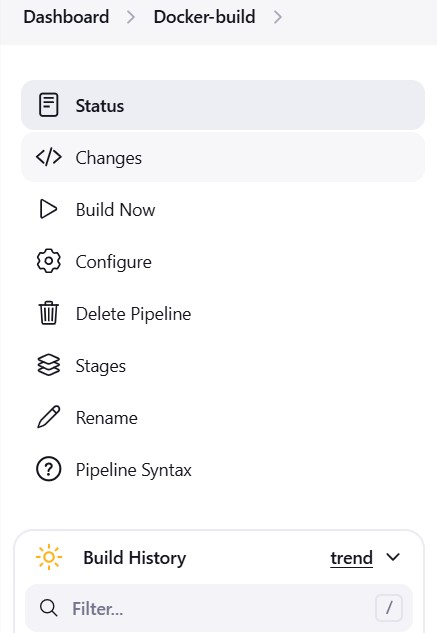 Dashboard > Docker-build >
Status
Changes
Build Now
Configure
Delete Pipeline
Stages
Rename
Pipeline Syntax
Build History trend
Filter... /